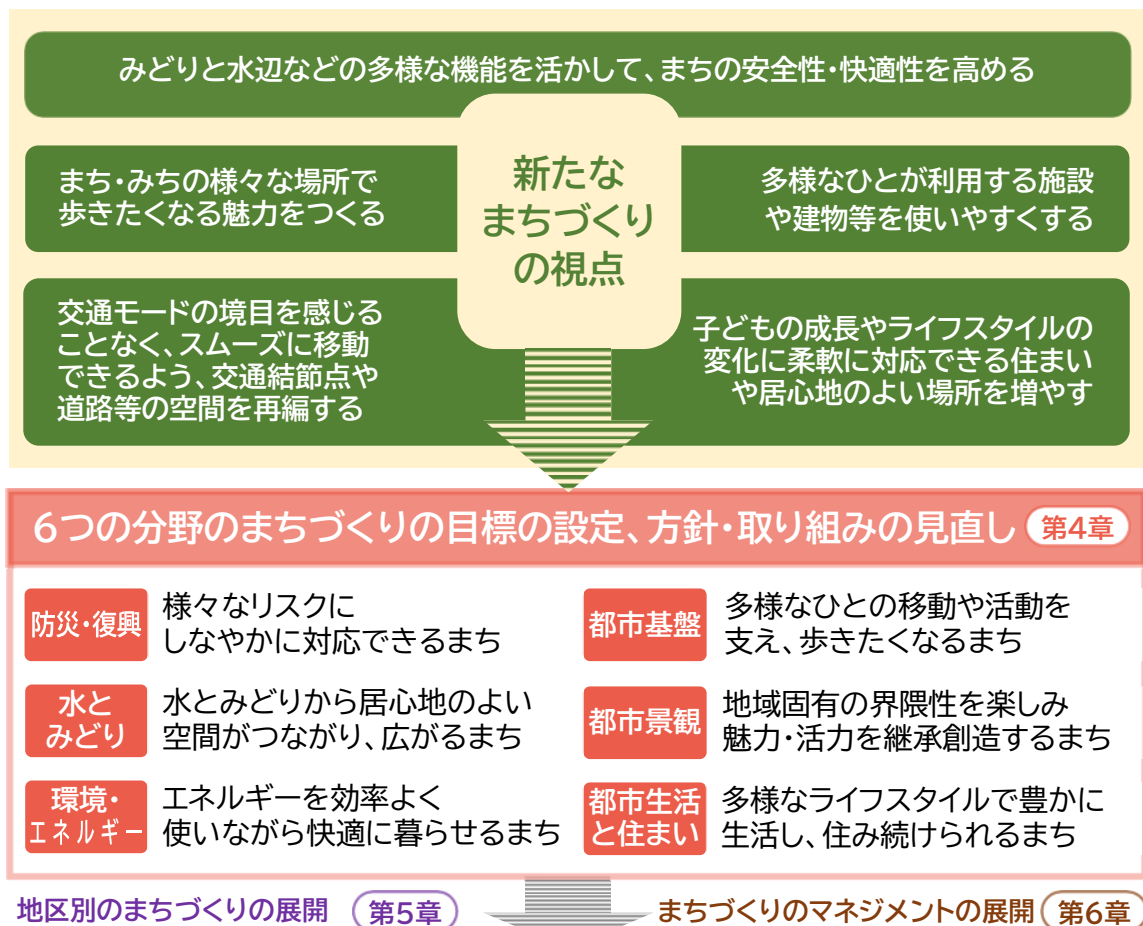 みどりと水辺などの多様な機能を活かして、まちの安全性・快適性を高める
新たな
まちづくり
の視点
まち・みちの様々な場所で
歩きたくなる魅力をつくる
多様なひとが利用する施設
や建物等を使いやすくする
交通モードの境目を感じる
ことなく、スムーズに移動
できるよう、交通結節点や
道路等の空間を再編する
子どもの成長やライフスタイルの
変化に柔軟に対応できる住まい
や居心地のよい場所を増やす
6つの分野のまちづくりの目標の設定、方針・取り組みの見直し 第4章
防災・復興
様々なリスクに
しなやかに対応できるまち
都市基盤
多様なひとの移動や活動を
支え、歩きたくなるまち
水と
みどり
水とみどりから居心地のよい
空間がつながり、広がるまち
都市景観
地域固有の界隈性を楽しみ
魅力・活力を継承創造するまち
環境・
エネルギー
エネルギーを効率よく
使いながら快適に暮らせるまち
都市生活
と住まい
多様なライフスタイルで豊かに
生活し、住み続けられるまち
地区別のまちづくりの展開 第5章
まちづくりのマネジメントの展開 第6章